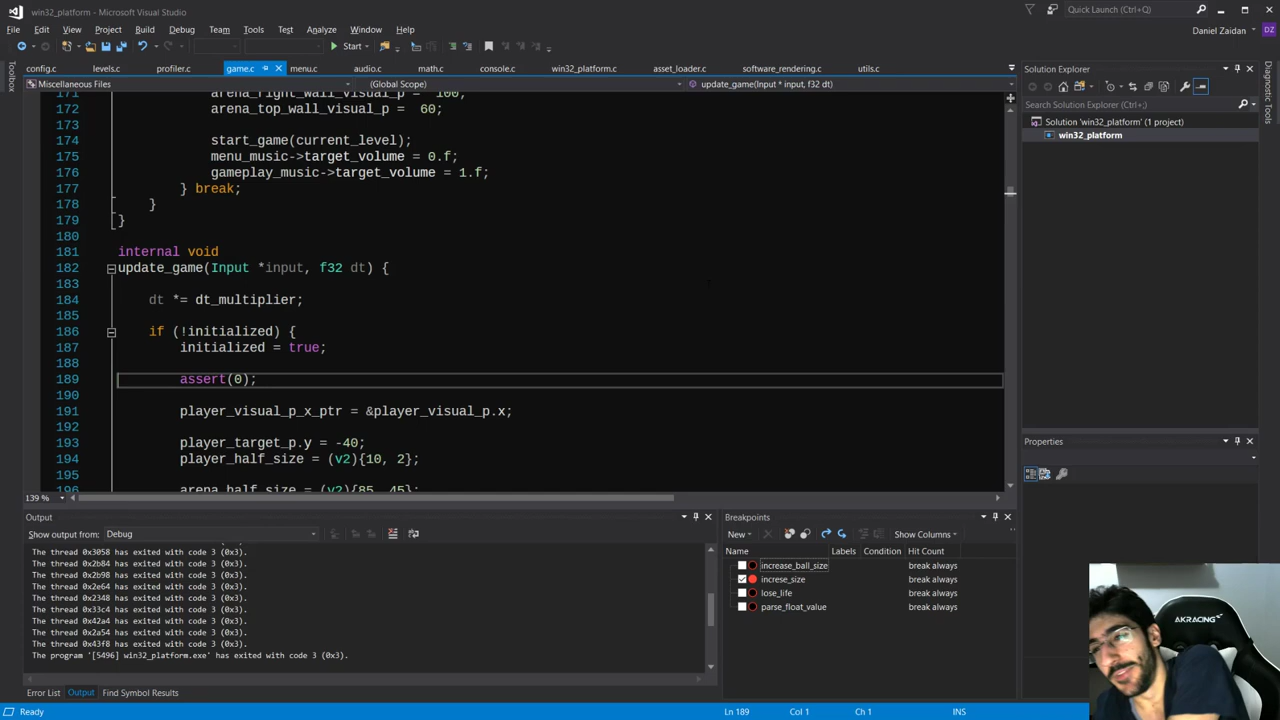 win32_platform - Microsoft Visual Studio
Quick Launch (Ctrl+Q)
File Edit View Project Build Debug Team Tools Test Analyze Window Help
Daniel Zaidan DZ
Start
config.c levels.c profiler.c game.c menu.c audio.c math.c console.c win32_platform.c asset_loader.c software_rendering.c utils.c
Miscellaneous Files (Global Scope) update_game(Input * input, f32 dt)
171 arena_right_wall_visual_p = 100;
172 arena_top_wall_visual_p = 60;
173
174 start_game(current_level);
175 menu_music->target_volume = 0.f;
176 gameplay_music->target_volume = 1.f;
177 } break;
178 }
179 }
180
181 internal void
182 update_game(Input *input, f32 dt) {
183
184 dt *= dt_multiplier;
185
186 if (!initialized) {
187 initialized = true;
188
189 assert(0);
190
191 player_visual_p_x_ptr = &player_visual_p.x;
192
193 player_target_p.y = -40;
194 player_half_size = (v2){10, 2};
195
196 arena_half_size = (v2){85, 45};
139 %
Toolbox
Solution Explorer
Search Solution Explorer (Ctrl+;)
Solution 'win32_platform' (1 project)
win32_platform
Diagnostic Tools
Properties
Output
Show output from: Debug
The thread 0x3058 has exited with code 3 (0x3).
The thread 0x2b84 has exited with code 3 (0x3).
The thread 0x2b98 has exited with code 3 (0x3).
The thread 0x2e64 has exited with code 3 (0x3).
The thread 0x2348 has exited with code 3 (0x3).
The thread 0x33c4 has exited with code 3 (0x3).
The thread 0x42a4 has exited with code 3 (0x3).
The thread 0x2a54 has exited with code 3 (0x3).
The thread 0x43f8 has exited with code 3 (0x3).
The program '[5496] win32_platform.exe' has exited with code 3 (0x3).
Error List Output Find Symbol Results
Breakpoints
New Show Columns
Name Labels Condition Hit Count
increase_ball_size break always
increse_size break always
lose_life break always
parse_float_value break always
AKRACING
Ready Ln 189 Col 1 Ch 1 INS